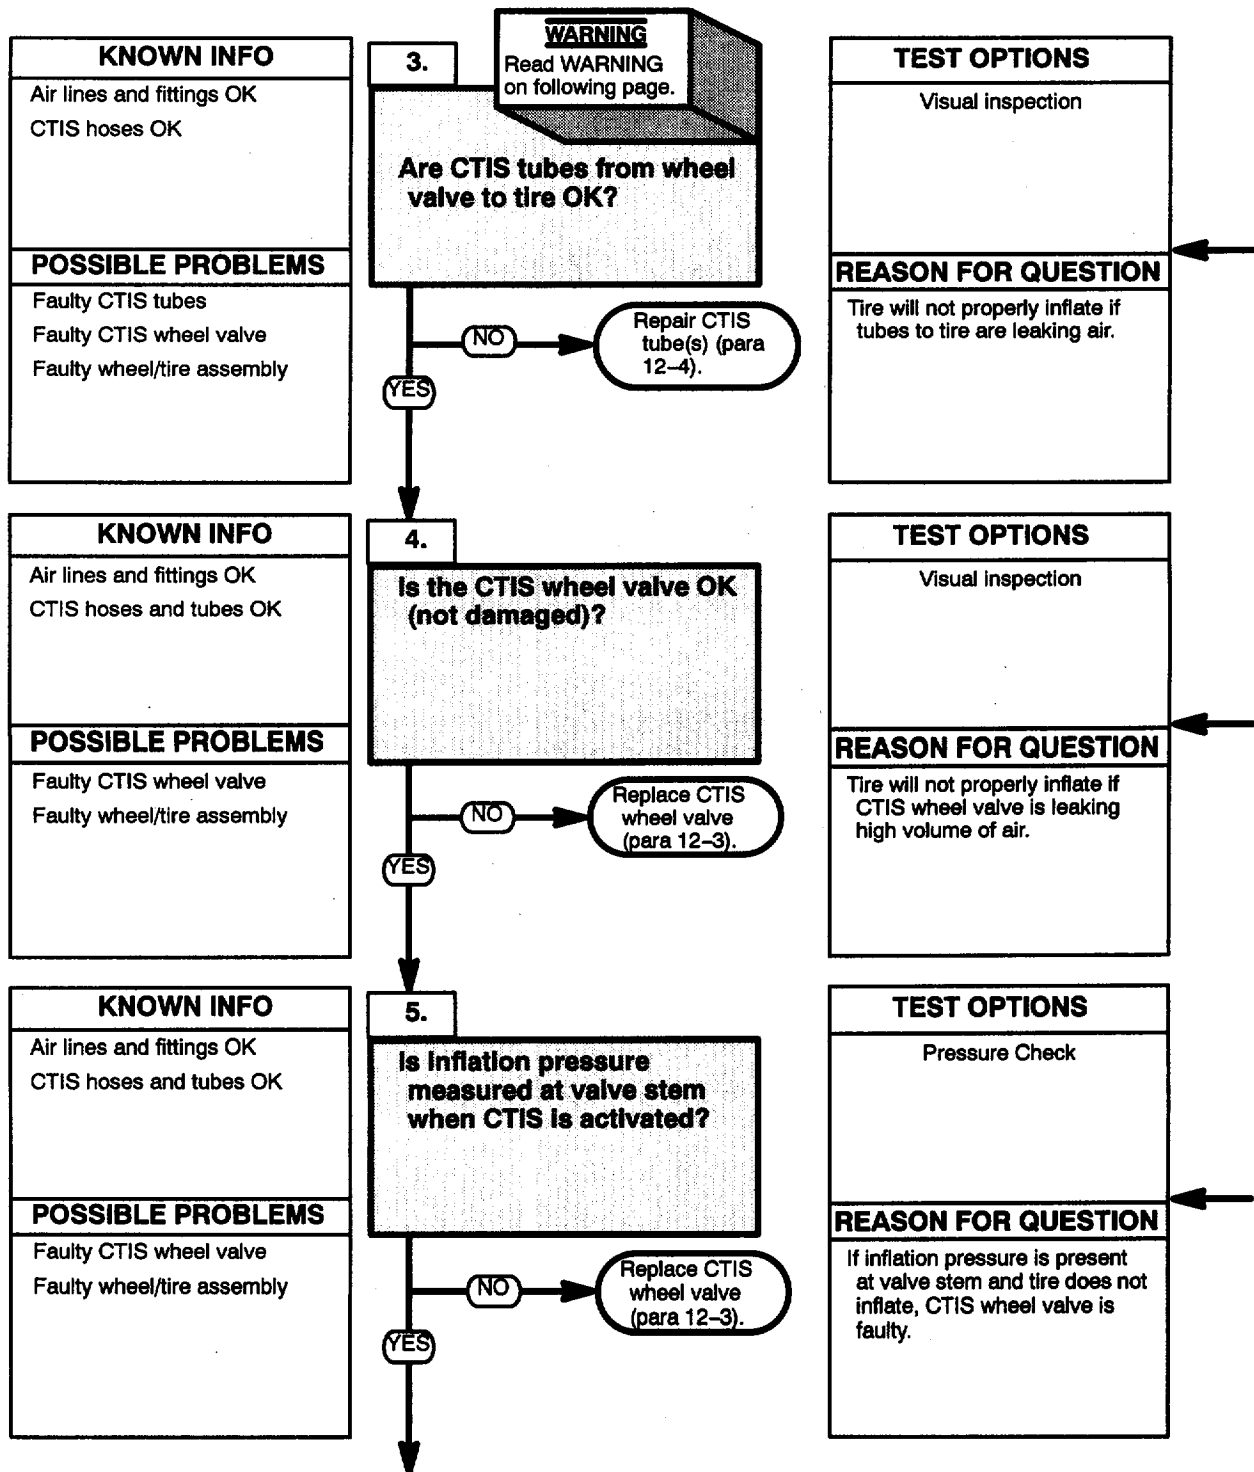 KNOWN INFO
Air lines and fittings OK
CTIS hoses OK
POSSIBLE PROBLEMS
Faulty CTIS tubes
Faulty CTIS wheel valve
Faulty wheel/tire assembly
3.
WARNING
Read WARNING
on following page.
Are CTIS tubes from wheel
valve to tire OK?
NO
Repair CTIS
tube(s) (para
12–4).
YES
TEST OPTIONS
Visual inspection
REASON FOR QUESTION
Tire will not properly inflate if
tubes to tire are leaking air.
KNOWN INFO
Air lines and fittings OK
CTIS hoses and tubes OK
POSSIBLE PROBLEMS
Faulty CTIS wheel valve
Faulty wheel/tire assembly
4.
Is the CTIS wheel valve OK
(not damaged)?
NO
Replace CTIS
wheel valve
(para 12–3).
YES
TEST OPTIONS
Visual inspection
REASON FOR QUESTION
Tire will not properly inflate if
CTIS wheel valve is leaking
high volume of air.
KNOWN INFO
Air lines and fittings OK
CTIS hoses and tubes OK
POSSIBLE PROBLEMS
Faulty CTIS wheel valve
Faulty wheel/tire assembly
5.
Is inflation pressure
measured at valve stem
when CTIS is activated?
NO
Replace CTIS
wheel valve
(para 12–3).
YES
TEST OPTIONS
Pressure Check
REASON FOR QUESTION
If inflation pressure is present
at valve stem and tire does not
inflate, CTIS wheel valve is
faulty.